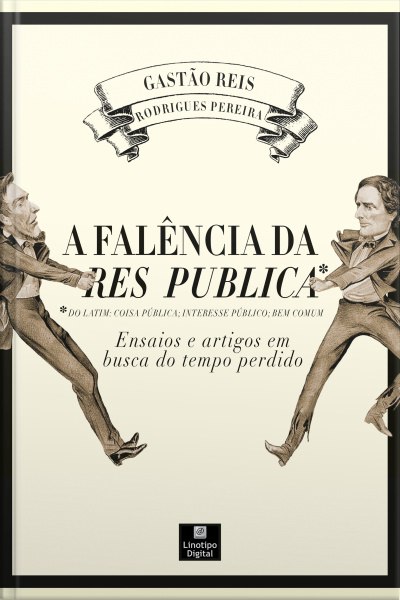 GASTÃO REIS
RODRIGUES PEREIRA
A FALÊNCIA DA
RES PUBLICA*
*DO LATIM: COISA PÚBLICA; INTERESSE PÚBLICO; BEM COMUM
Ensaios e artigos em
busca do tempo perdido
Linotipo
Digital